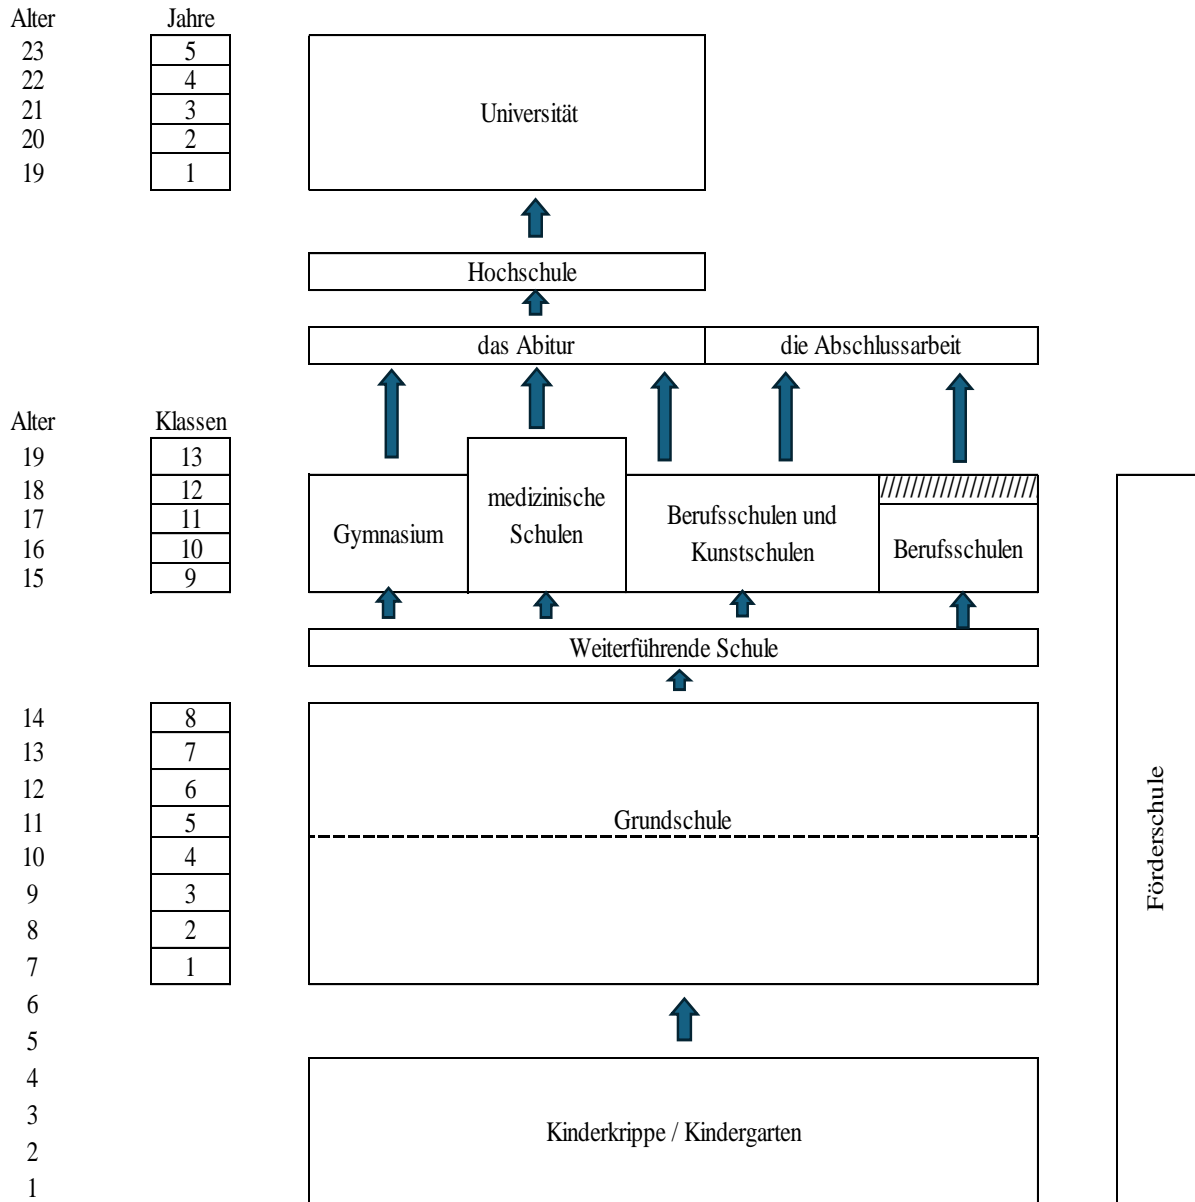 Alter Jahre
23 5
22 4
21 3
20 2
19 1
Universität
Hochschule
das Abitur die Abschlussarbeit
Alter Klassen
19 13
18 12
17 11
16 10
15 9
Gymnasium
medizinische
Schulen
Berufsschulen und
Kunstschulen
Berufsschulen
Weiterführende Schule
14 8
13 7
12 6
11 5
10 4
9 3
8 2
7 1
6
5
4
3
2
1
Grundschule
Kinderkrippe / Kindergarten
Förderschule